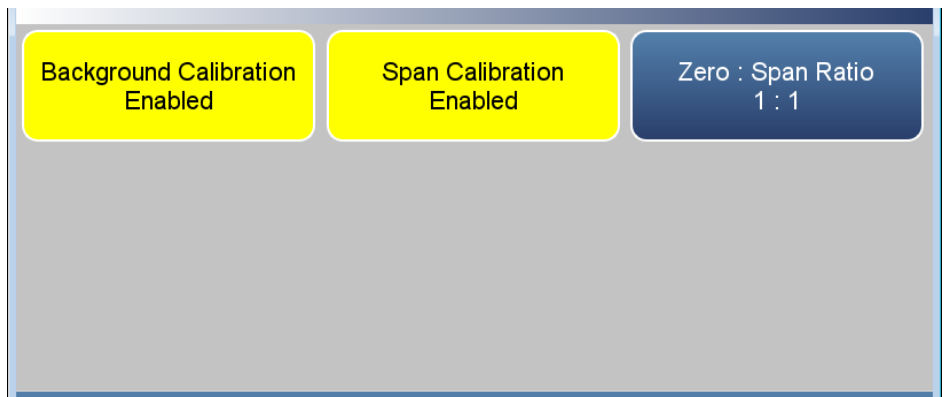 Background Calibration
Enabled
Span Calibration
Enabled
Zero : Span Ratio
1 : 1